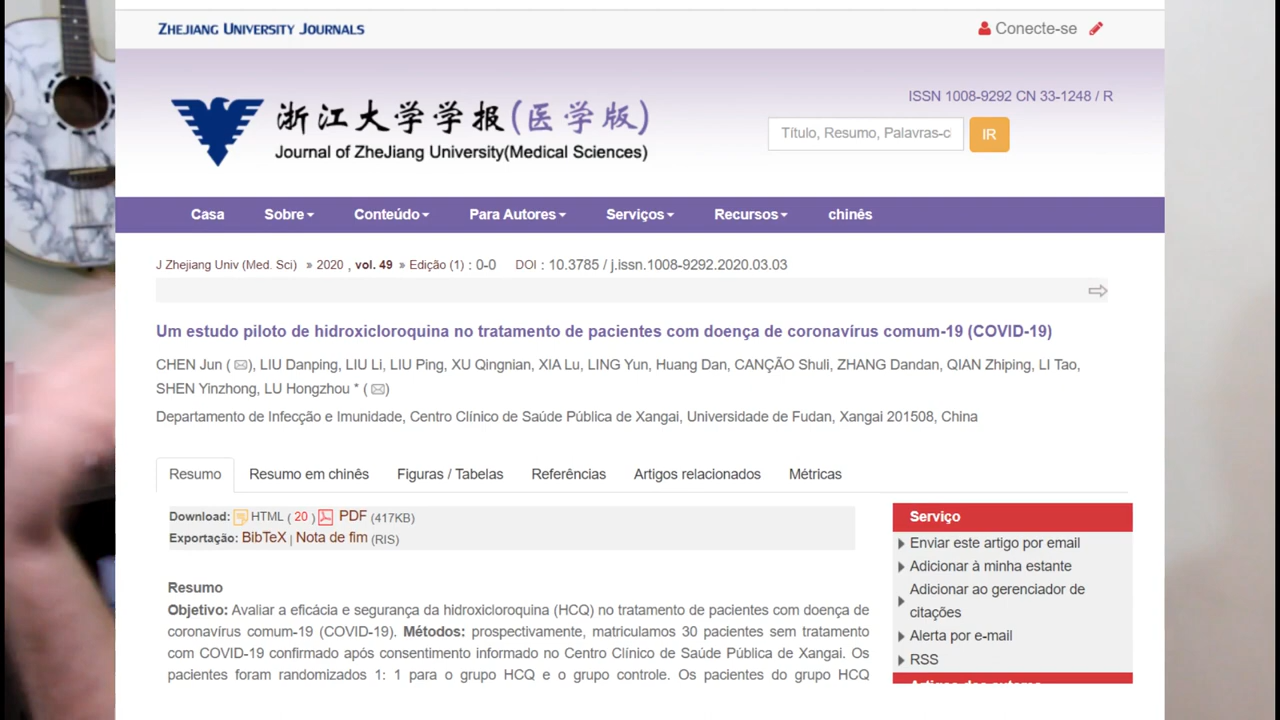 ZHEJIANG UNIVERSITY JOURNALS
Conecte-se
ISSN 1008-9292 CN 33-1248 / R
浙江大学学报(医学版)
Journal of ZheJiang University(Medical Sciences)
Título, Resumo, Palavras-c
IR
Casa Sobre Conteúdo Para Autores Serviços Recursos chinês
J Zhejiang Univ (Med. Sci) » 2020 , vol. 49 » Edição (1) : 0-0 DOI : 10.3785 / j.issn.1008-9292.2020.03.03
Um estudo piloto de hidroxicloroquina no tratamento de pacientes com doença de coronavírus comum-19 (COVID-19)
CHEN Jun ( ), LIU Danping, LIU Li, LIU Ping, XU Qingnian, XIA Lu, LING Yun, Huang Dan, CANÇÃO Shuli, ZHANG Dandan, QIAN Zhiping, LI Tao,
SHEN Yinzhong, LU Hongzhou * ( )
Departamento de Infecção e Imunidade, Centro Clínico de Saúde Pública de Xangai, Universidade de Fudan, Xangai 201508, China
Resumo Resumo em chinês Figuras / Tabelas Referências Artigos relacionados Métricas
Download: HTML ( 20 ) PDF (417KB)
Exportação: BibTeX | Nota de fim (RIS)
Resumo
Objetivo: Avaliar a eficácia e segurança da hidroxicloroquina (HCQ) no tratamento de pacientes com doença de
coronavírus comum-19 (COVID-19). Métodos: prospectivamente, matriculamos 30 pacientes sem tratamento
com COVID-19 confirmado após consentimento informado no Centro Clínico de Saúde Pública de Xangai. Os
pacientes foram randomizados 1: 1 para o grupo HCQ e o grupo controle. Os pacientes do grupo HCQ
Serviço
Enviar este artigo por email
Adicionar à minha estante
Adicionar ao gerenciador de
citações
Alerta por e-mail
RSS